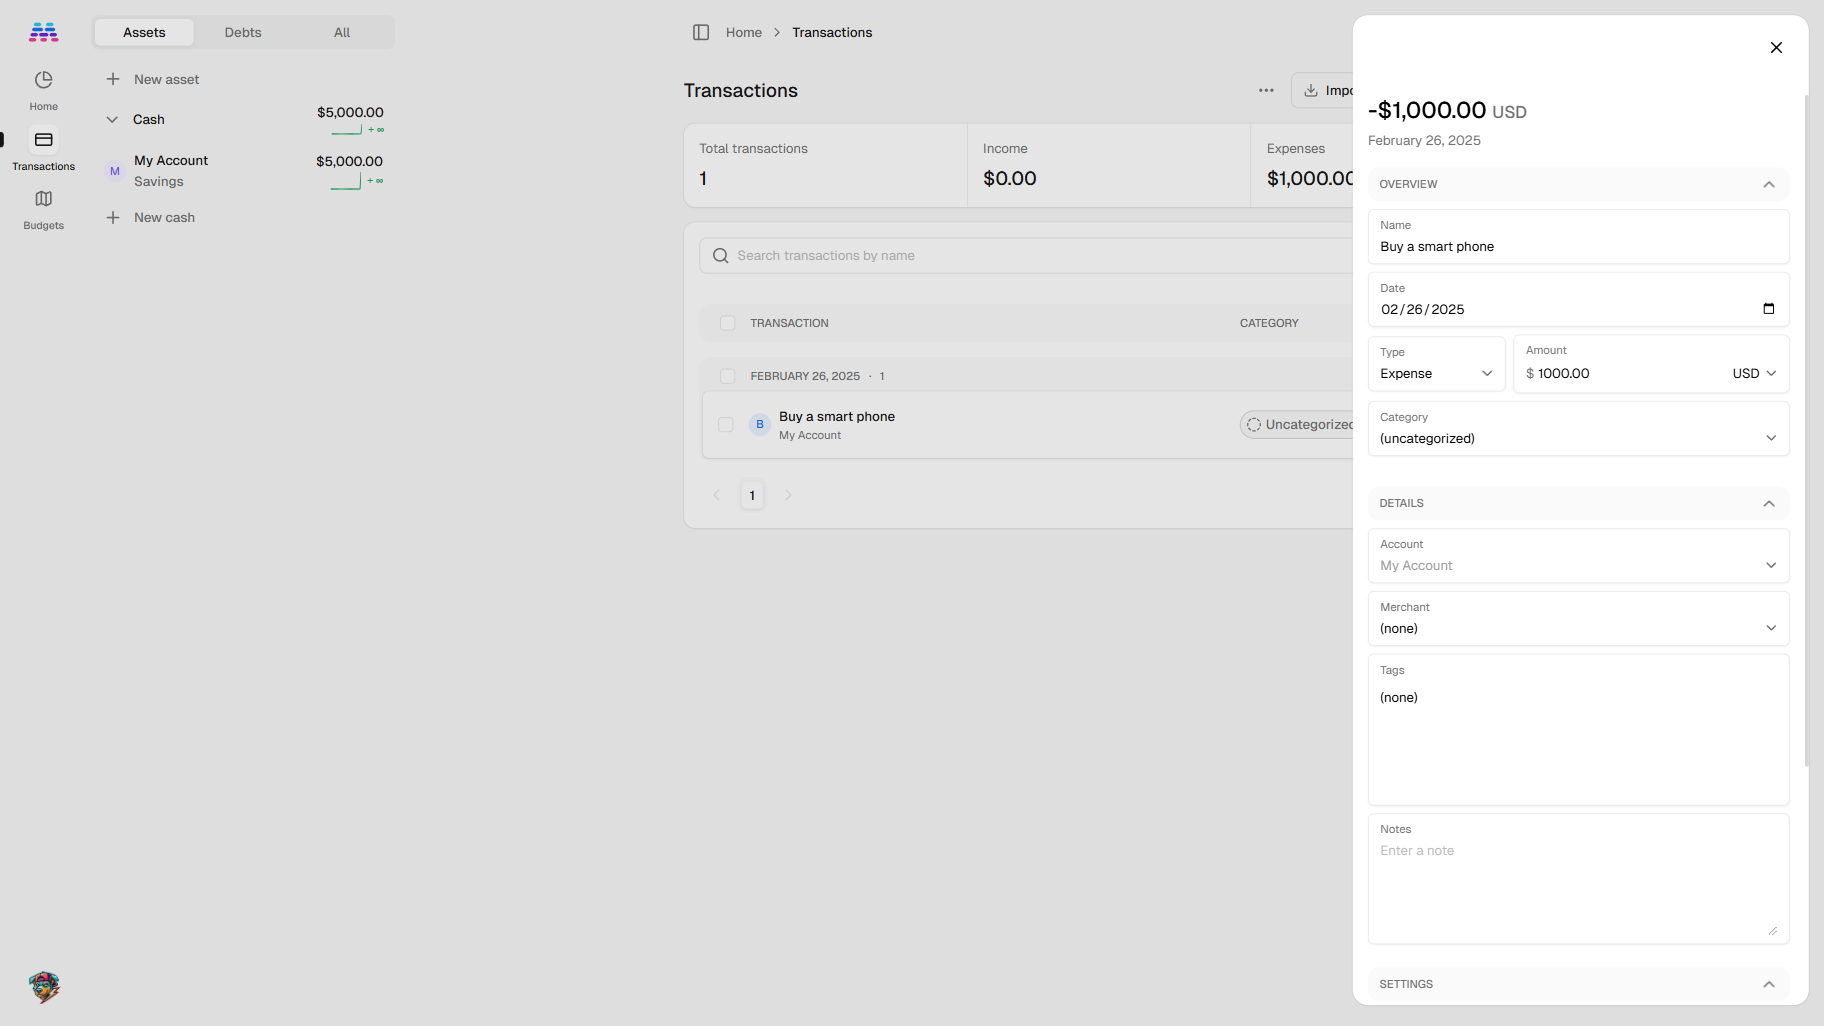 Assets
Debts
All
Home
Transactions
Budgets
New asset
Cash
$5,000.00
+ ∞
M
My Account
Savings
$5,000.00
+ ∞
New cash
Home > Transactions
Transactions
Impo
Total transactions
1
Income
$0.00
Expenses
$1,000.00
Search transactions by name
TRANSACTION
CATEGORY
FEBRUARY 26, 2025 · 1
B
Buy a smart phone
My Account
Uncategorized
1
-$1,000.00 USD
February 26, 2025
OVERVIEW
Name
Buy a smart phone
Date
02/26/2025
Type
Expense
Amount
$ 1000.00
USD
Category
(uncategorized)
DETAILS
Account
My Account
Merchant
(none)
Tags
(none)
Notes
Enter a note
SETTINGS